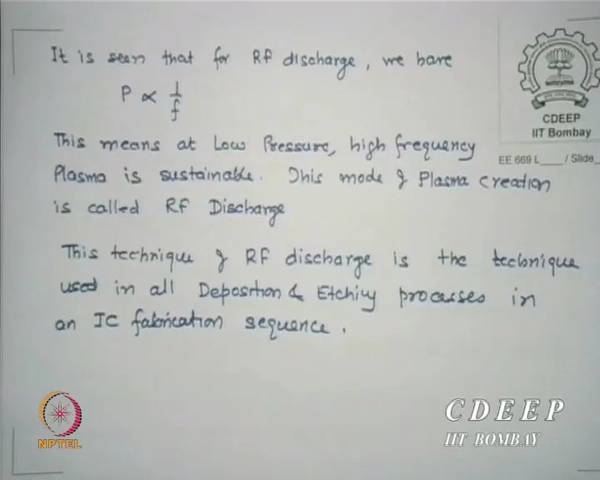 It is seen that for RF discharge, we have
P ∝ 1/f
This means at Low Pressure, high frequency
Plasma is sustainable. This mode of Plasma creation
is called RF Discharge
This technique of RF discharge is the technique
used in all Deposition & Etching processes in
an IC fabrication sequence.
CDEEP
IIT Bombay
EE 669 L____ / Slide_
NPTEL
CDEEP
IIT BOMBAY